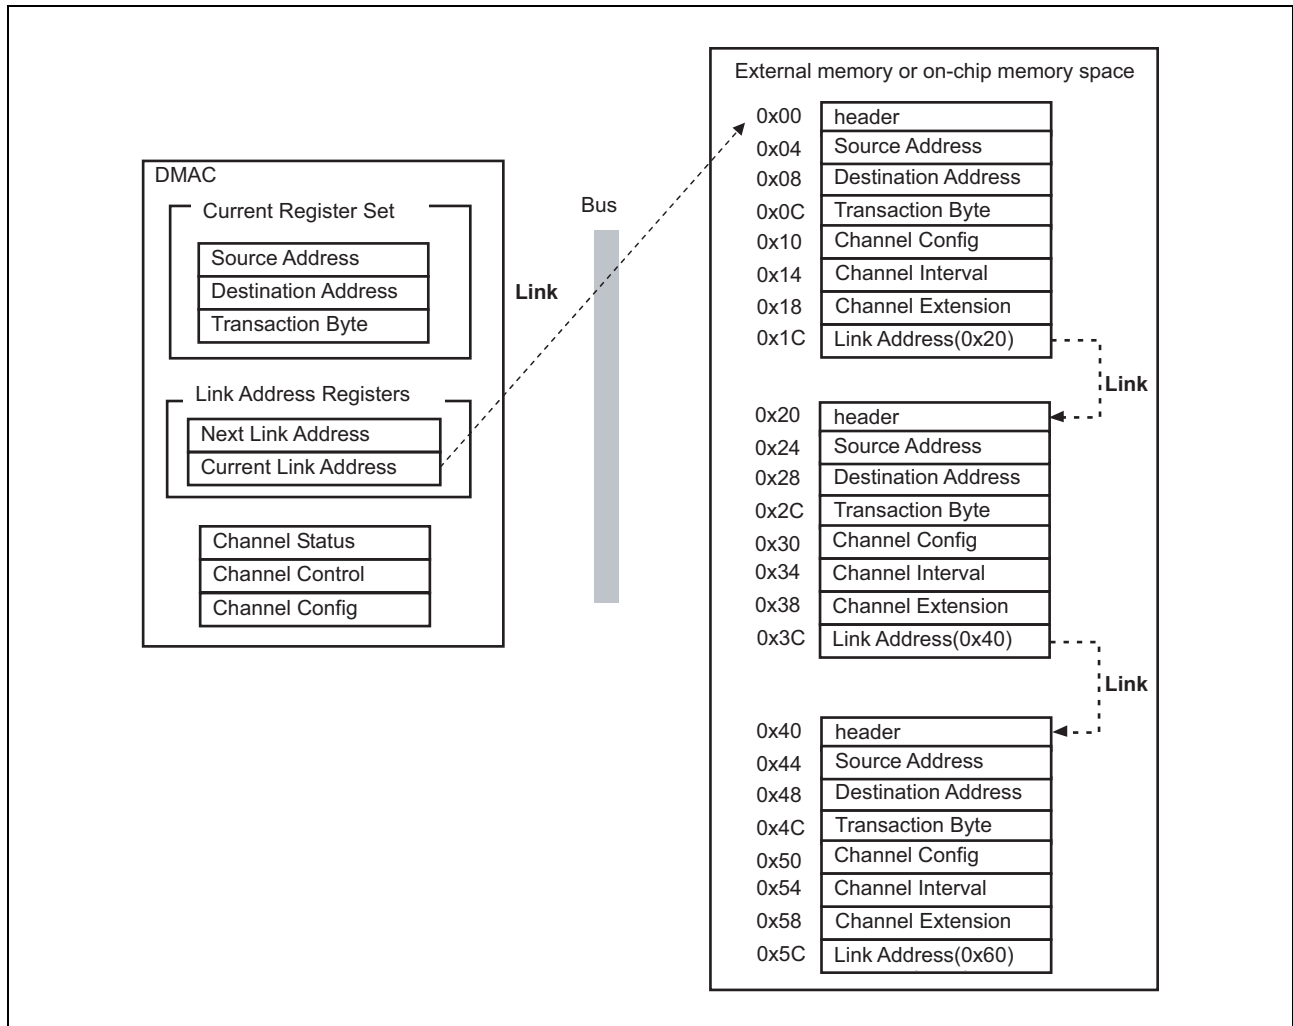 DMAC
Current Register Set
Source Address
Destination Address
Transaction Byte
Link Address Registers
Next Link Address
Current Link Address
Channel Status
Channel Control
Channel Config
Link
Bus
External memory or on-chip memory space
0x00 header
0x04 Source Address
0x08 Destination Address
0x0C Transaction Byte
0x10 Channel Config
0x14 Channel Interval
0x18 Channel Extension
0x1C Link Address(0x20)
Link
0x20 header
0x24 Source Address
0x28 Destination Address
0x2C Transaction Byte
0x30 Channel Config
0x34 Channel Interval
0x38 Channel Extension
0x3C Link Address(0x40)
Link
0x40 header
0x44 Source Address
0x48 Destination Address
0x4C Transaction Byte
0x50 Channel Config
0x54 Channel Interval
0x58 Channel Extension
0x5C Link Address(0x60)